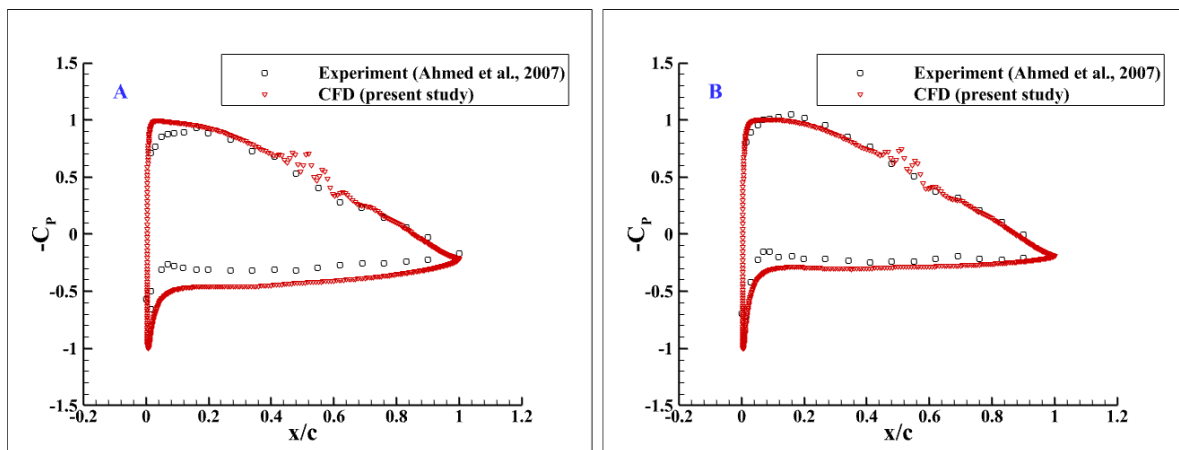 1.5
1
0.5
0
-0.5
-1
-1.5
-C_P
A
Experiment (Ahmed et al., 2007)
CFD (present study)
-0.2 0 0.2 0.4 0.6 0.8 1 1.2
x/c
1.5
1
0.5
0
-0.5
-1
-1.5
-C_P
B
Experiment (Ahmed et al., 2007)
CFD (present study)
-0.2 0 0.2 0.4 0.6 0.8 1 1.2
x/c